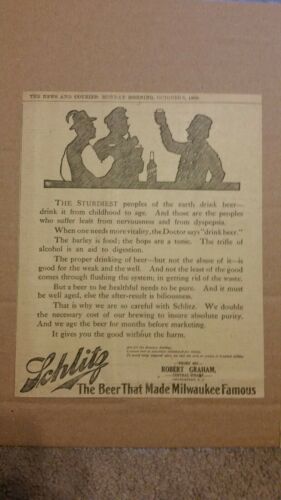 THE NEWS AND COURIER: MONDAY MORNING, OCTOBER
THE STURDIEST peoples of the earth drink beer—
drink it from childhood to age. And those are the peoples
who suffer least from nervousness and from dyspepsia.
When one needs more vitality, the Doctor says "drink beer."
The barley is food; the hops are a tonic. The trifle of
alcohol is an aid to digestion.
The proper drinking of beer—but not the abuse of it—is
good for the weak and the well. And not the least of the good
comes through flushing the system; in getting rid of the waste.
But a beer to be healthful needs to be pure. And it must
be well aged, else the after-result is biliousness.
That is why we are so careful with Schlitz. We double
the necessary cost of our brewing to insure absolute purity.
And we age the beer for months before marketing.
It gives you the good without the harm.
Schlitz
ROBERT GRAHAM,
The Beer That Made Milwaukee Famous